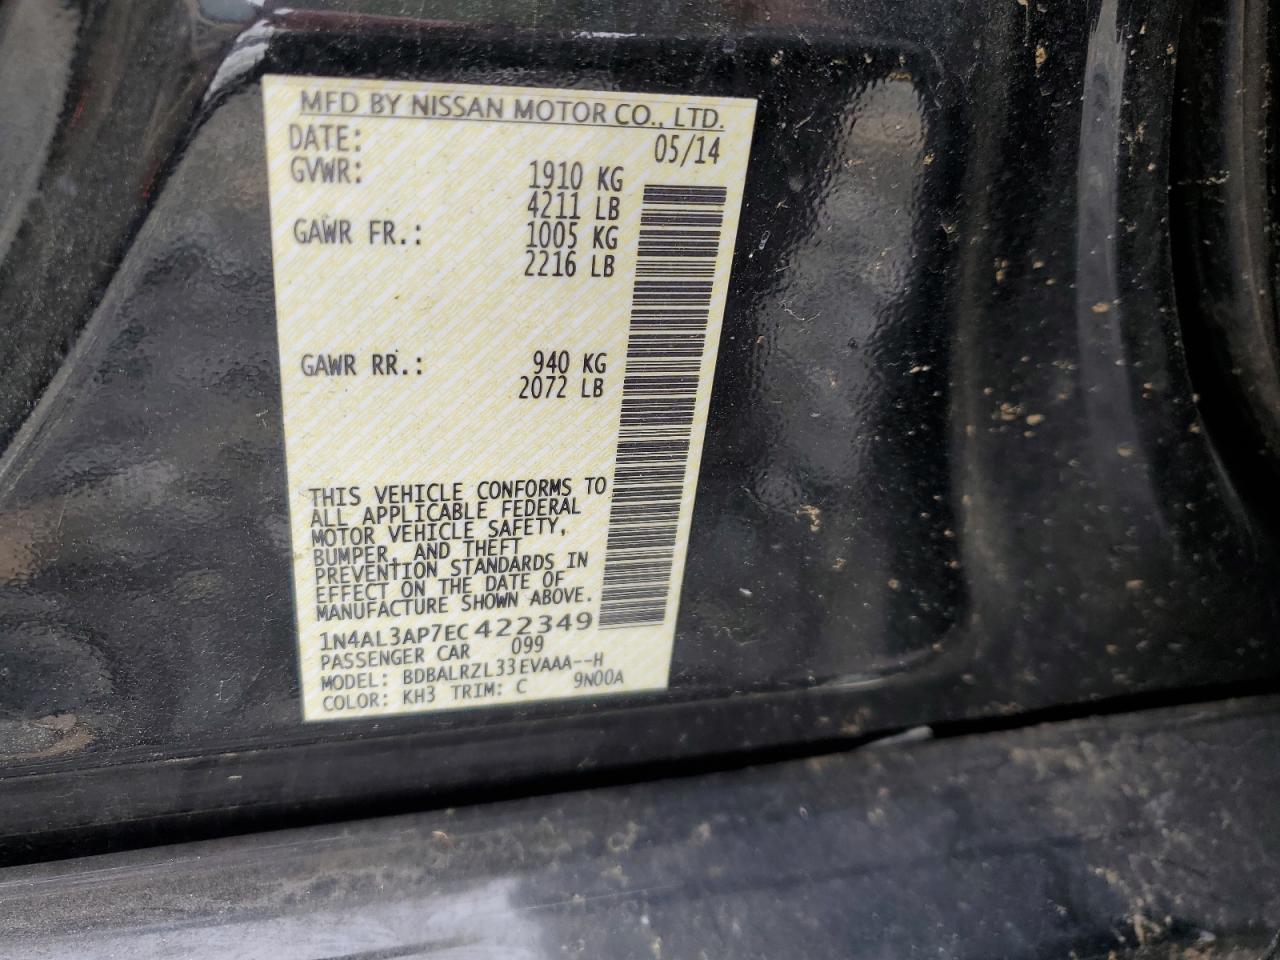 MFD BY NISSAN MOTOR CO., LTD.
DATE: 05/14
GVWR: 1910 KG
4211 LB
GAWR FR.: 1005 KG
2216 LB
GAWR RR.: 940 KG
2072 LB
THIS VEHICLE CONFORMS TO
ALL APPLICABLE FEDERAL
MOTOR VEHICLE SAFETY,
BUMPER, AND THEFT
PREVENTION STANDARDS IN
EFFECT ON THE DATE OF
MANUFACTURE SHOWN ABOVE.
1N4AL3AP7EC422349
PASSENGER CAR 099
MODEL: BDBALRZL33EVAAA--H
COLOR: KH3 TRIM: C 9N00A